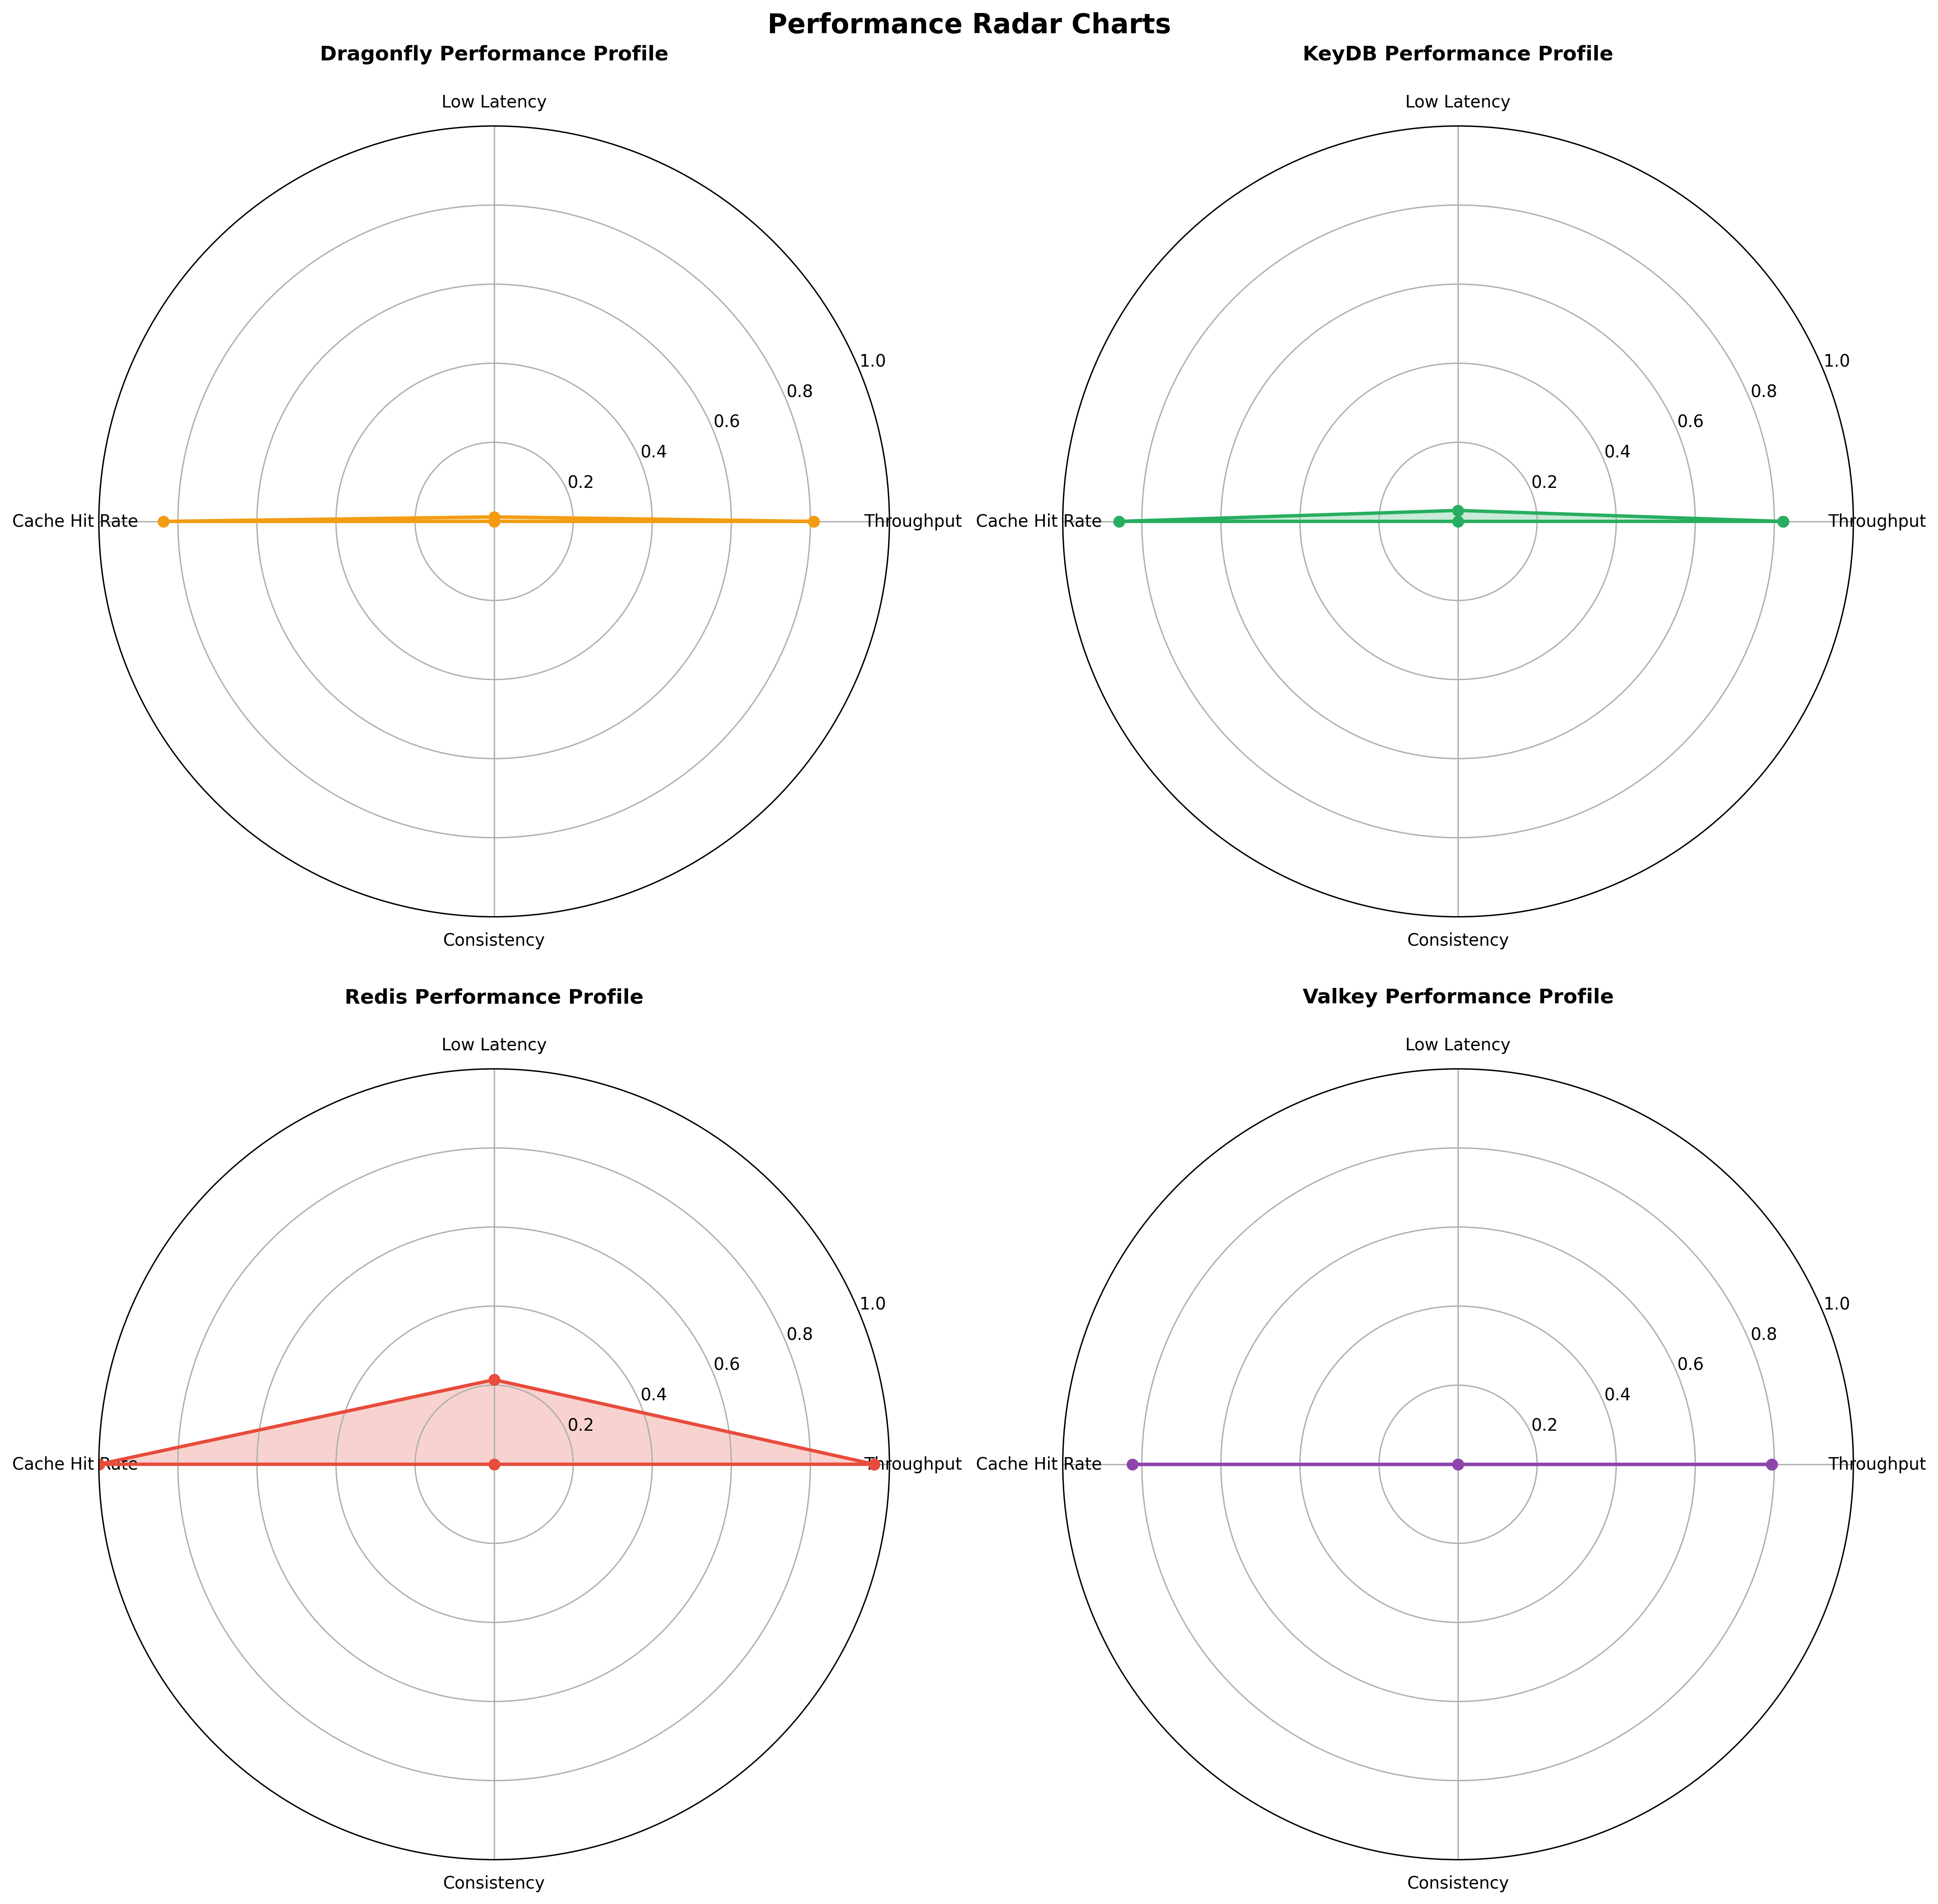 Performance Radar Charts
Dragonfly Performance Profile
Low Latency
1.0
0.8
0.6
0.4
0.2
Cache Hit Rate
Throughput
Consistency
KeyDB Performance Profile
Low Latency
1.0
0.8
0.6
0.4
0.2
Cache Hit Rate
Throughput
Consistency
Redis Performance Profile
Low Latency
1.0
0.8
0.6
0.4
0.2
Cache Hit Rate
Throughput
Consistency
Valkey Performance Profile
Low Latency
1.0
0.8
0.6
0.4
0.2
Cache Hit Rate
Throughput
Consistency